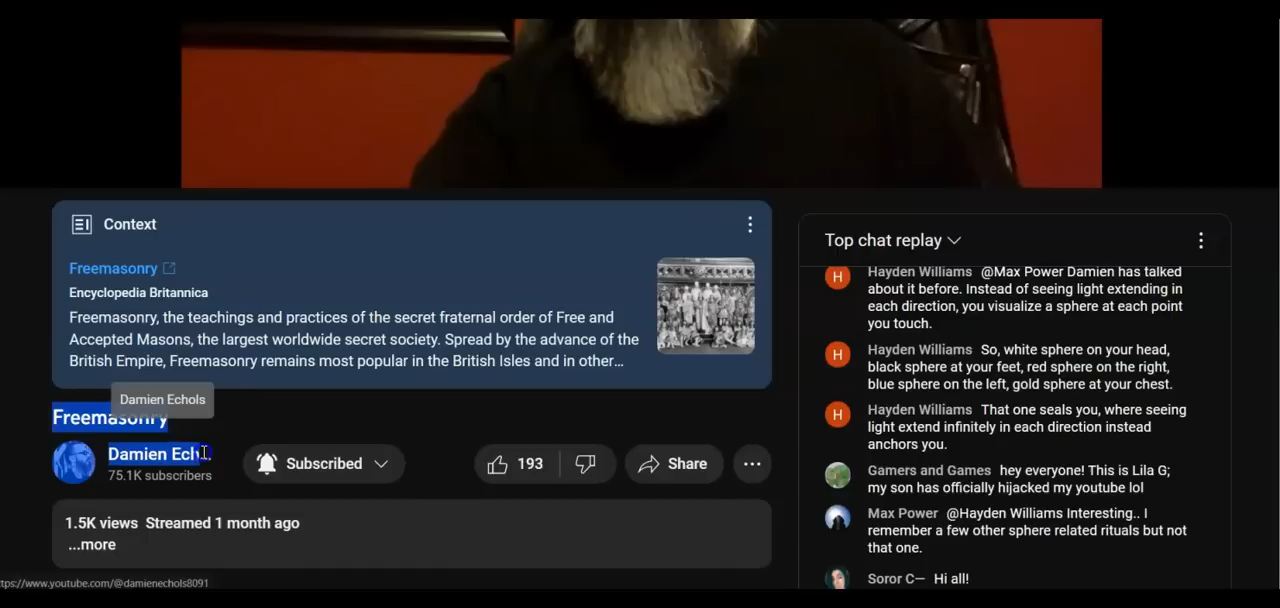 Context
Freemasonry
Encyclopedia Britannica
Freemasonry, the teachings and practices of the secret fraternal order of Free and
Accepted Masons, the largest worldwide secret society. Spread by the advance of the
British Empire, Freemasonry remains most popular in the British Isles and in other...
Damien Echols
Freemasonry
Damien
75.1K subscribers
Subscribed
193
Share
1.5K views Streamed 1 month ago
...more
ttps://www.youtube.com/@damienechols8091
Top chat replay
H
Hayden Williams @Max Power Damien has talked
about it before. Instead of seeing light extending in
each direction, you visualize a sphere at each point
you touch.
H
Hayden Williams So, white sphere on your head,
black sphere at your feet, red sphere on the right,
blue sphere on the left, gold sphere at your chest.
H
Hayden Williams That one seals you, where seeing
light extend infinitely in each direction instead
anchors you.
Gamers and Games hey everyone! This is Lila G;
my son has officially hijacked my youtube lol
Max Power @Hayden Williams Interesting.. I
remember a few other sphere related rituals but not
that one.
Soror C— Hi all!